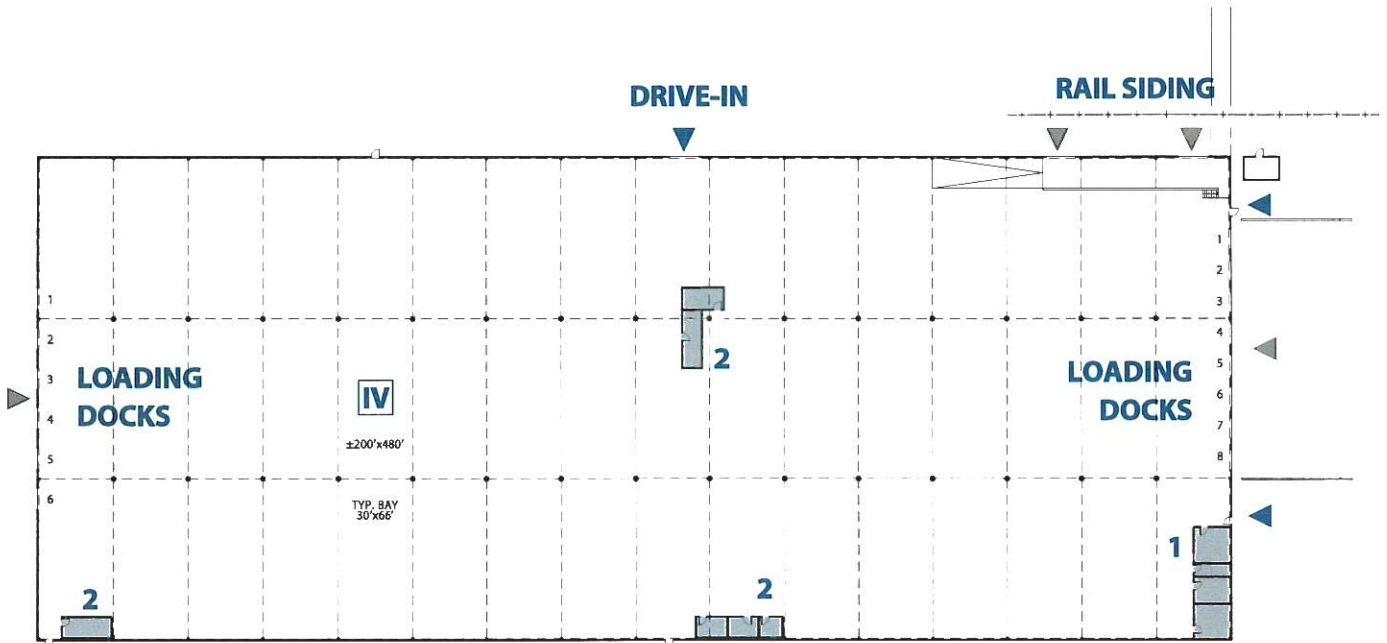 DRIVE-IN
RAIL SIDING
1
2
3
4
5
6
LOADING
DOCKS
IV
±200'x480'
TYP. BAY
30'x66'
2
1
2
3
4
5
6
7
8
LOADING
DOCKS
1
2
2